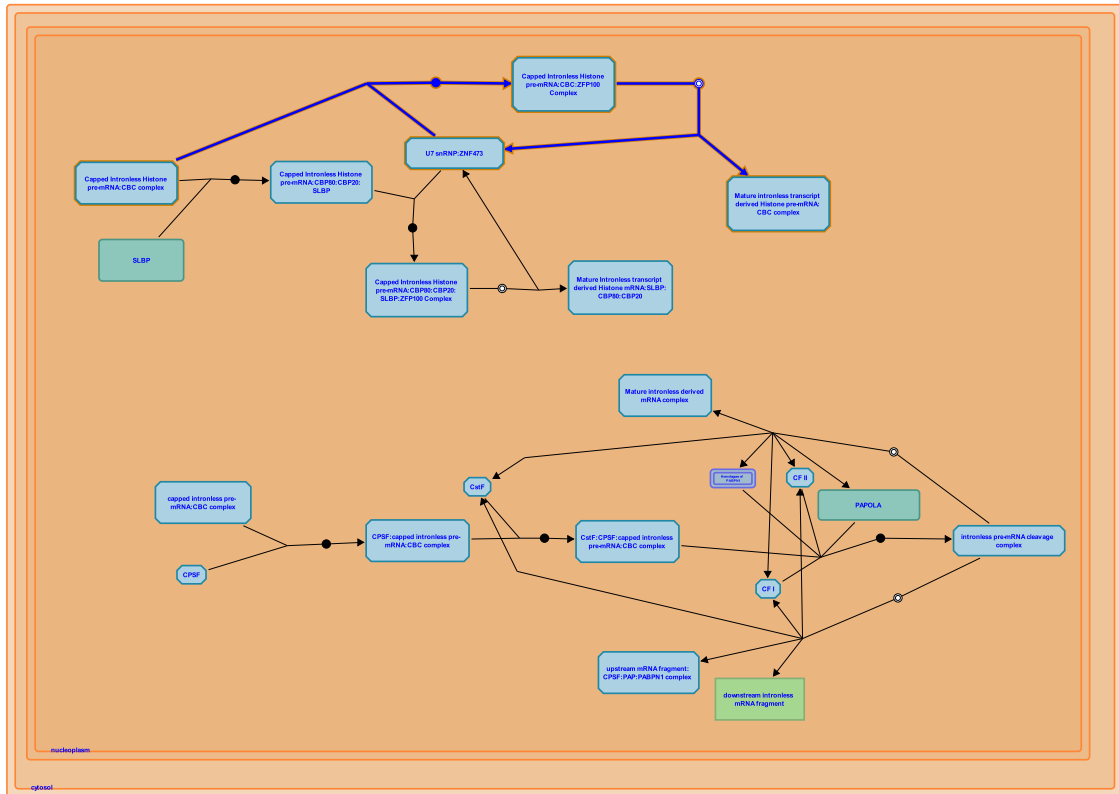 Capped Intronless Histone
pre-mRNA:CBC:ZFP100
Complex
U7 snRNP:ZNF473
Capped Intronless Histone
pre-mRNA:CBC complex
Capped Intronless Histone
pre-mRNA:CBP80:CBP20:
SLBP
Mature intronless transcript
derived Histone pre-mRNA:
CBC complex
SLBP
Capped Intronless Histone
pre-mRNA:CBP80:CBP20:
SLBP:ZFP100 Complex
Mature intronless transcript
derived Histone mRNA:SLBP:
CBP80:CBP20
Mature intronless derived
mRNA complex
Homologues of
PABPN1
CF II
CstF
PAPOLA
capped intronless pre-
mRNA:CBC complex
CPSF:capped intronless pre-
mRNA:CBC complex
CstF:CPSF:capped intronless
pre-mRNA:CBC complex
intronless pre-mRNA cleavage
complex
CPSF
CF I
upstream mRNA fragment:
CPSF:PAP:PABPN1 complex
downstream intronless
mRNA fragment
nucleoplasm
cytosol